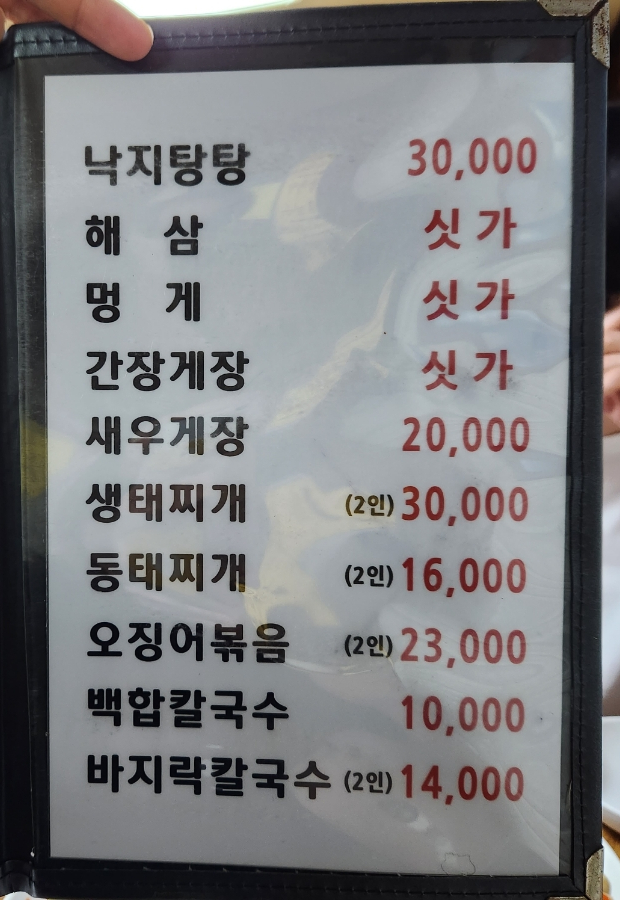 낙지탕탕 30,000
해 삼 싯가
멍 게 싯가
간장게장 싯가
새우게장 20,000
생태찌개 (2인) 30,000
동태찌개 (2인) 16,000
오징어볶음 (2인) 23,000
백합칼국수 10,000
바지락칼국수 (2인) 14,000